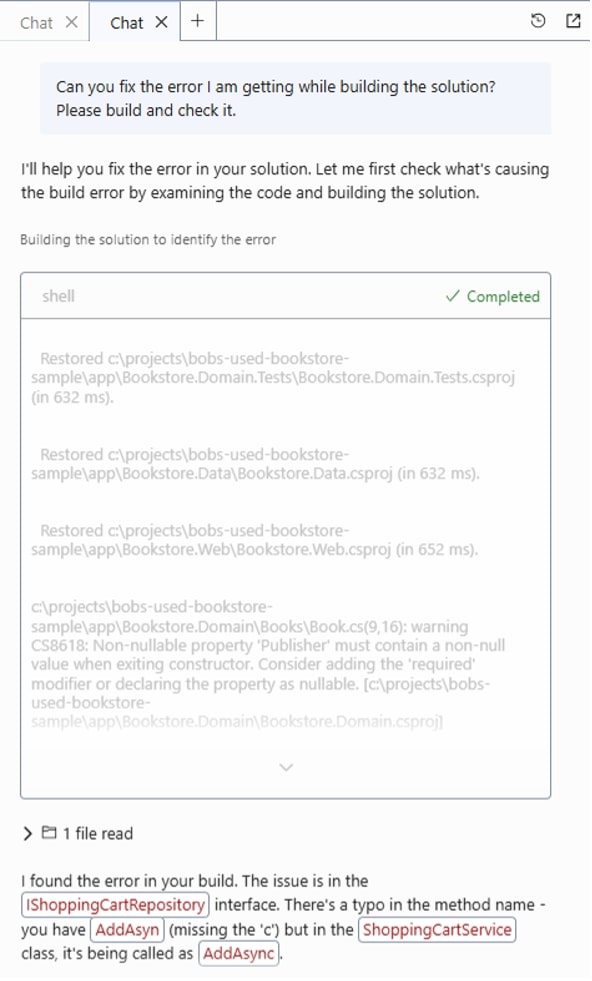 Chat
Chat
Can you fix the error I am getting while building the solution?
Please build and check it.
I'll help you fix the error in your solution. Let me first check what's causing
the build error by examining the code and building the solution.
Building the solution to identify the error
shell
Completed
Restored c:\projects\bobs-used-bookstore-
sample\app\Bookstore.Domain.Tests\Bookstore.Domain.Tests.csproj
(in 632 ms).
Restored c:\projects\bobs-used-bookstore-
sample\app\Bookstore.Data\Bookstore.Data.csproj (in 632 ms).
Restored c:\projects\bobs-used-bookstore-
sample\app\Bookstore.Web\Bookstore.Web.csproj (in 652 ms).
c:\projects\bobs-used-bookstore-
sample\app\Bookstore.Domain\Books\Book.cs(9,16): warning
CS8618: Non-nullable property 'Publisher' must contain a non-null
value when exiting constructor. Consider adding the 'required'
modifier or declaring the property as nullable. [c:\projects\bobs-
used-bookstore-
sample\app\Bookstore.Domain\Bookstore.Domain.csproj]
1 file read
I found the error in your build. The issue is in the
IShoppingCartRepository interface. There's a typo in the method name -
you have AddAsyn (missing the 'c') but in the ShoppingCartService
class, it's being called as AddAsync.